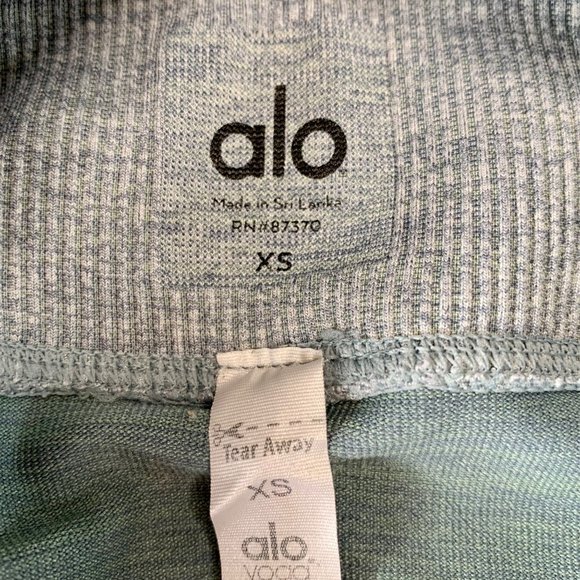 alo
Made in Sri Lanka
RN#87370
XS
Tear Away
XS
alo
yoga